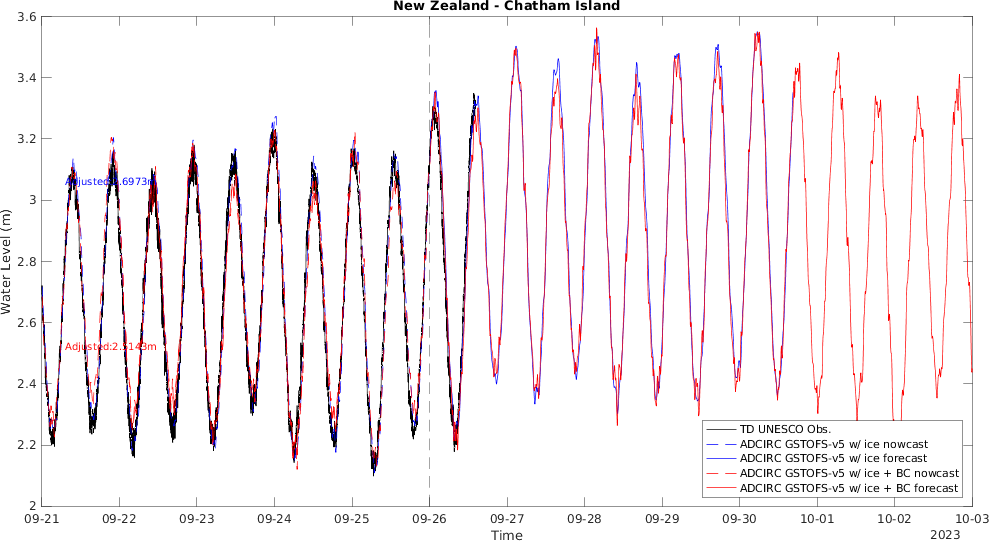 New Zealand - Chatham Island
3.6
3.4
3.2
3
2.8
2.6
2.4
2.2
2
Water Level (m)
Adjusted:2.5143m
TD UNESCO Obs.
ADCIRC GSTOFS-v5 w/ ice nowcast
ADCIRC GSTOFS-v5 w/ ice forecast
ADCIRC GSTOFS-v5 w/ ice + BC nowcast
ADCIRC GSTOFS-v5 w/ ice + BC forecast
09-21 09-22 09-23 09-24 09-25 09-26 09-27 09-28 09-29 09-30 10-01 10-02 10-03
Time
2023